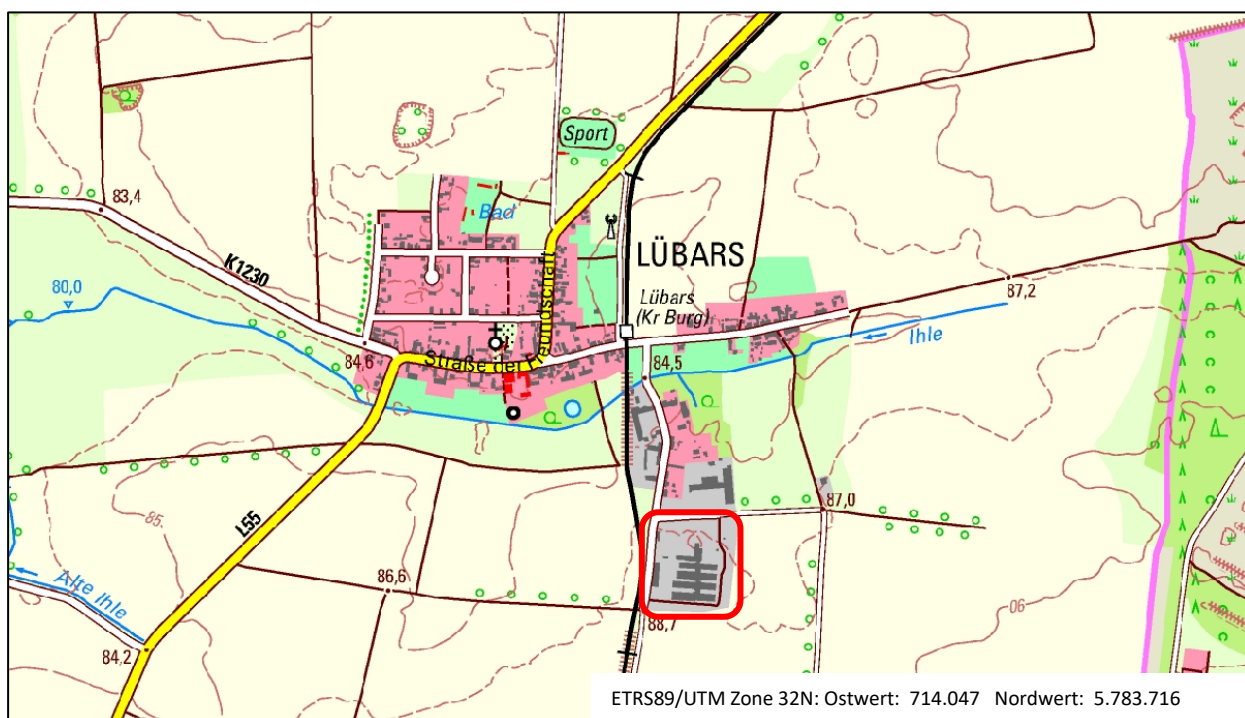 Sport
83,4
Bad
K1230
LÜBARS
80,0
Lübars
(Kr Burg)
87,2
Ihle
84,6
Straße der Freundschaft
84,5
85.
L55
87,0
86,6
Alte Ihle
90
88,7
84,2
ETRS89/UTM Zone 32N: Ostwert: 714.047 Nordwert: 5.783.716